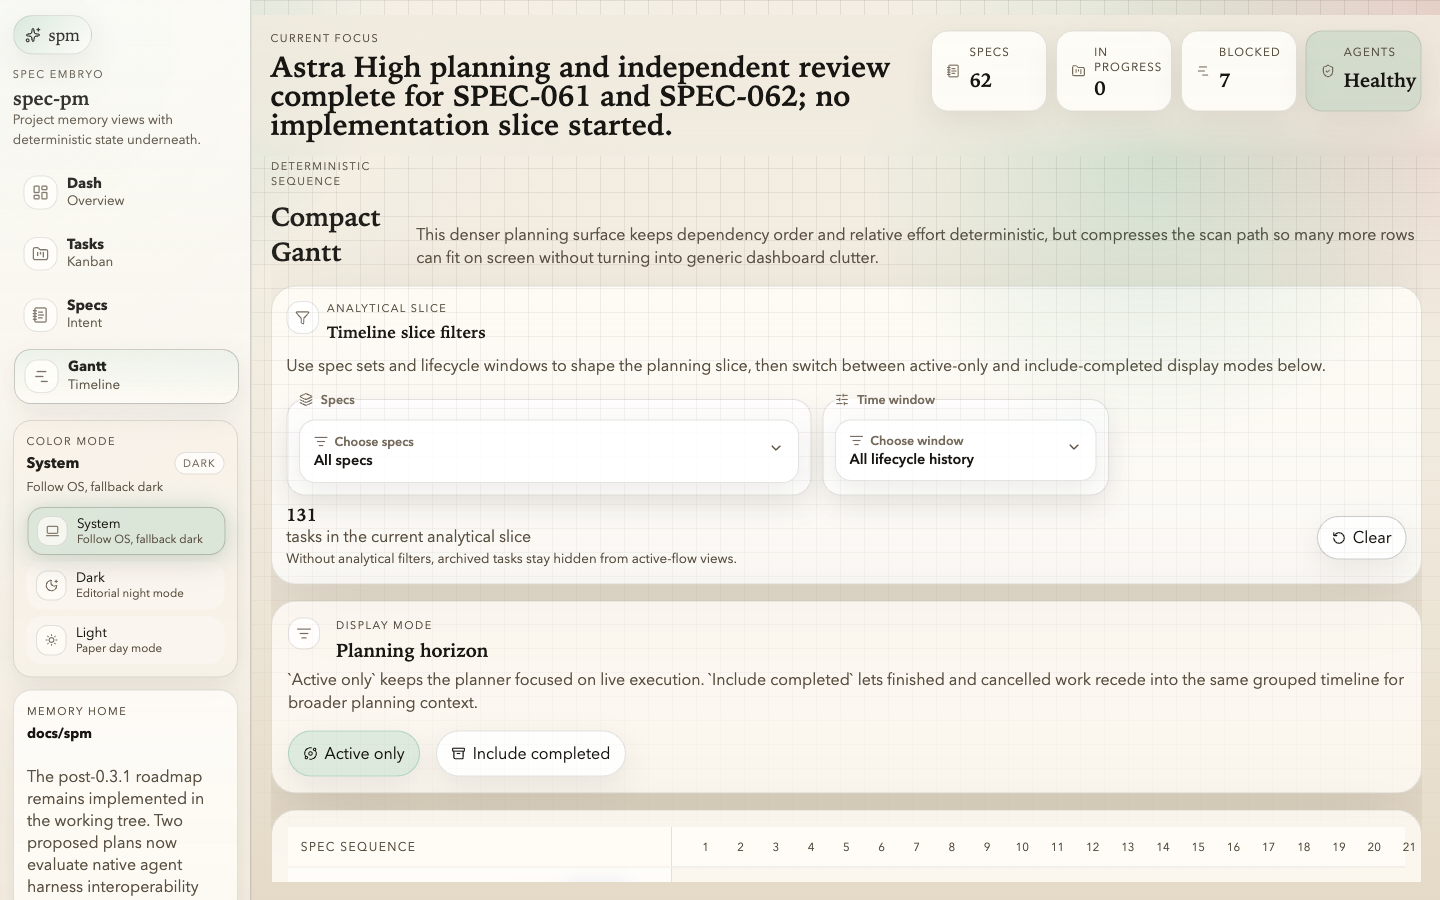 spm
SPEC EMBRYO
spec-pm
Project memory views with
deterministic state underneath.
Dash
Overview
Tasks
Kanban
Specs
Intent
Gantt
Timeline
COLOR MODE
System
DARK
Follow OS, fallback dark
System
Follow OS, fallback dark
Dark
Editorial night mode
Light
Paper day mode
MEMORY HOME
docs/spm
The post-0.3.1 roadmap
remains implemented in
the working tree. Two
proposed plans now
evaluate native agent
harness interoperability
CURRENT FOCUS
Astra High planning and independent review
complete for SPEC-061 and SPEC-062; no
implementation slice started.
SPECS
62
IN
PROGRESS
0
BLOCKED
7
AGENTS
Healthy
DETERMINISTIC
SEQUENCE
Compact
Gantt
This denser planning surface keeps dependency order and relative effort deterministic, but compresses the scan path so many more rows
can fit on screen without turning into generic dashboard clutter.
ANALYTICAL SLICE
Timeline slice filters
Use spec sets and lifecycle windows to shape the planning slice, then switch between active-only and include-completed display modes below.
Specs
Choose specs
All specs
Time window
Choose window
All lifecycle history
131
tasks in the current analytical slice
Without analytical filters, archived tasks stay hidden from active-flow views.
Clear
DISPLAY MODE
Planning horizon
`Active only` keeps the planner focused on live execution. `Include completed` lets finished and cancelled work recede into the same grouped timeline for
broader planning context.
Active only
Include completed
SPEC SEQUENCE 1 2 3 4 5 6 7 8 9 10 11 12 13 14 15 16 17 18 19 20 21